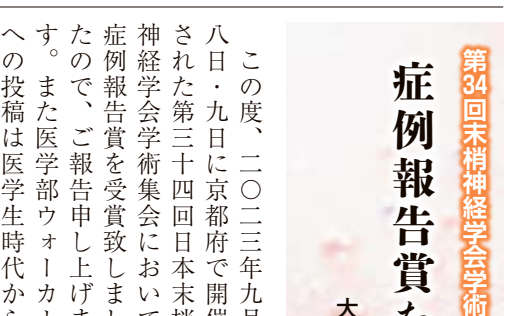 第34回末梢神経学会学術
症例報告賞
大
この度、二〇二三年九月
八日・九日に京都府で開催
された第三十四回日本末梢
神経学会学術集会において
症例報告賞を受賞致しまし
たので、ご報告申し上げま
す。また医学部ウォーカー
への投稿は医学生時代から